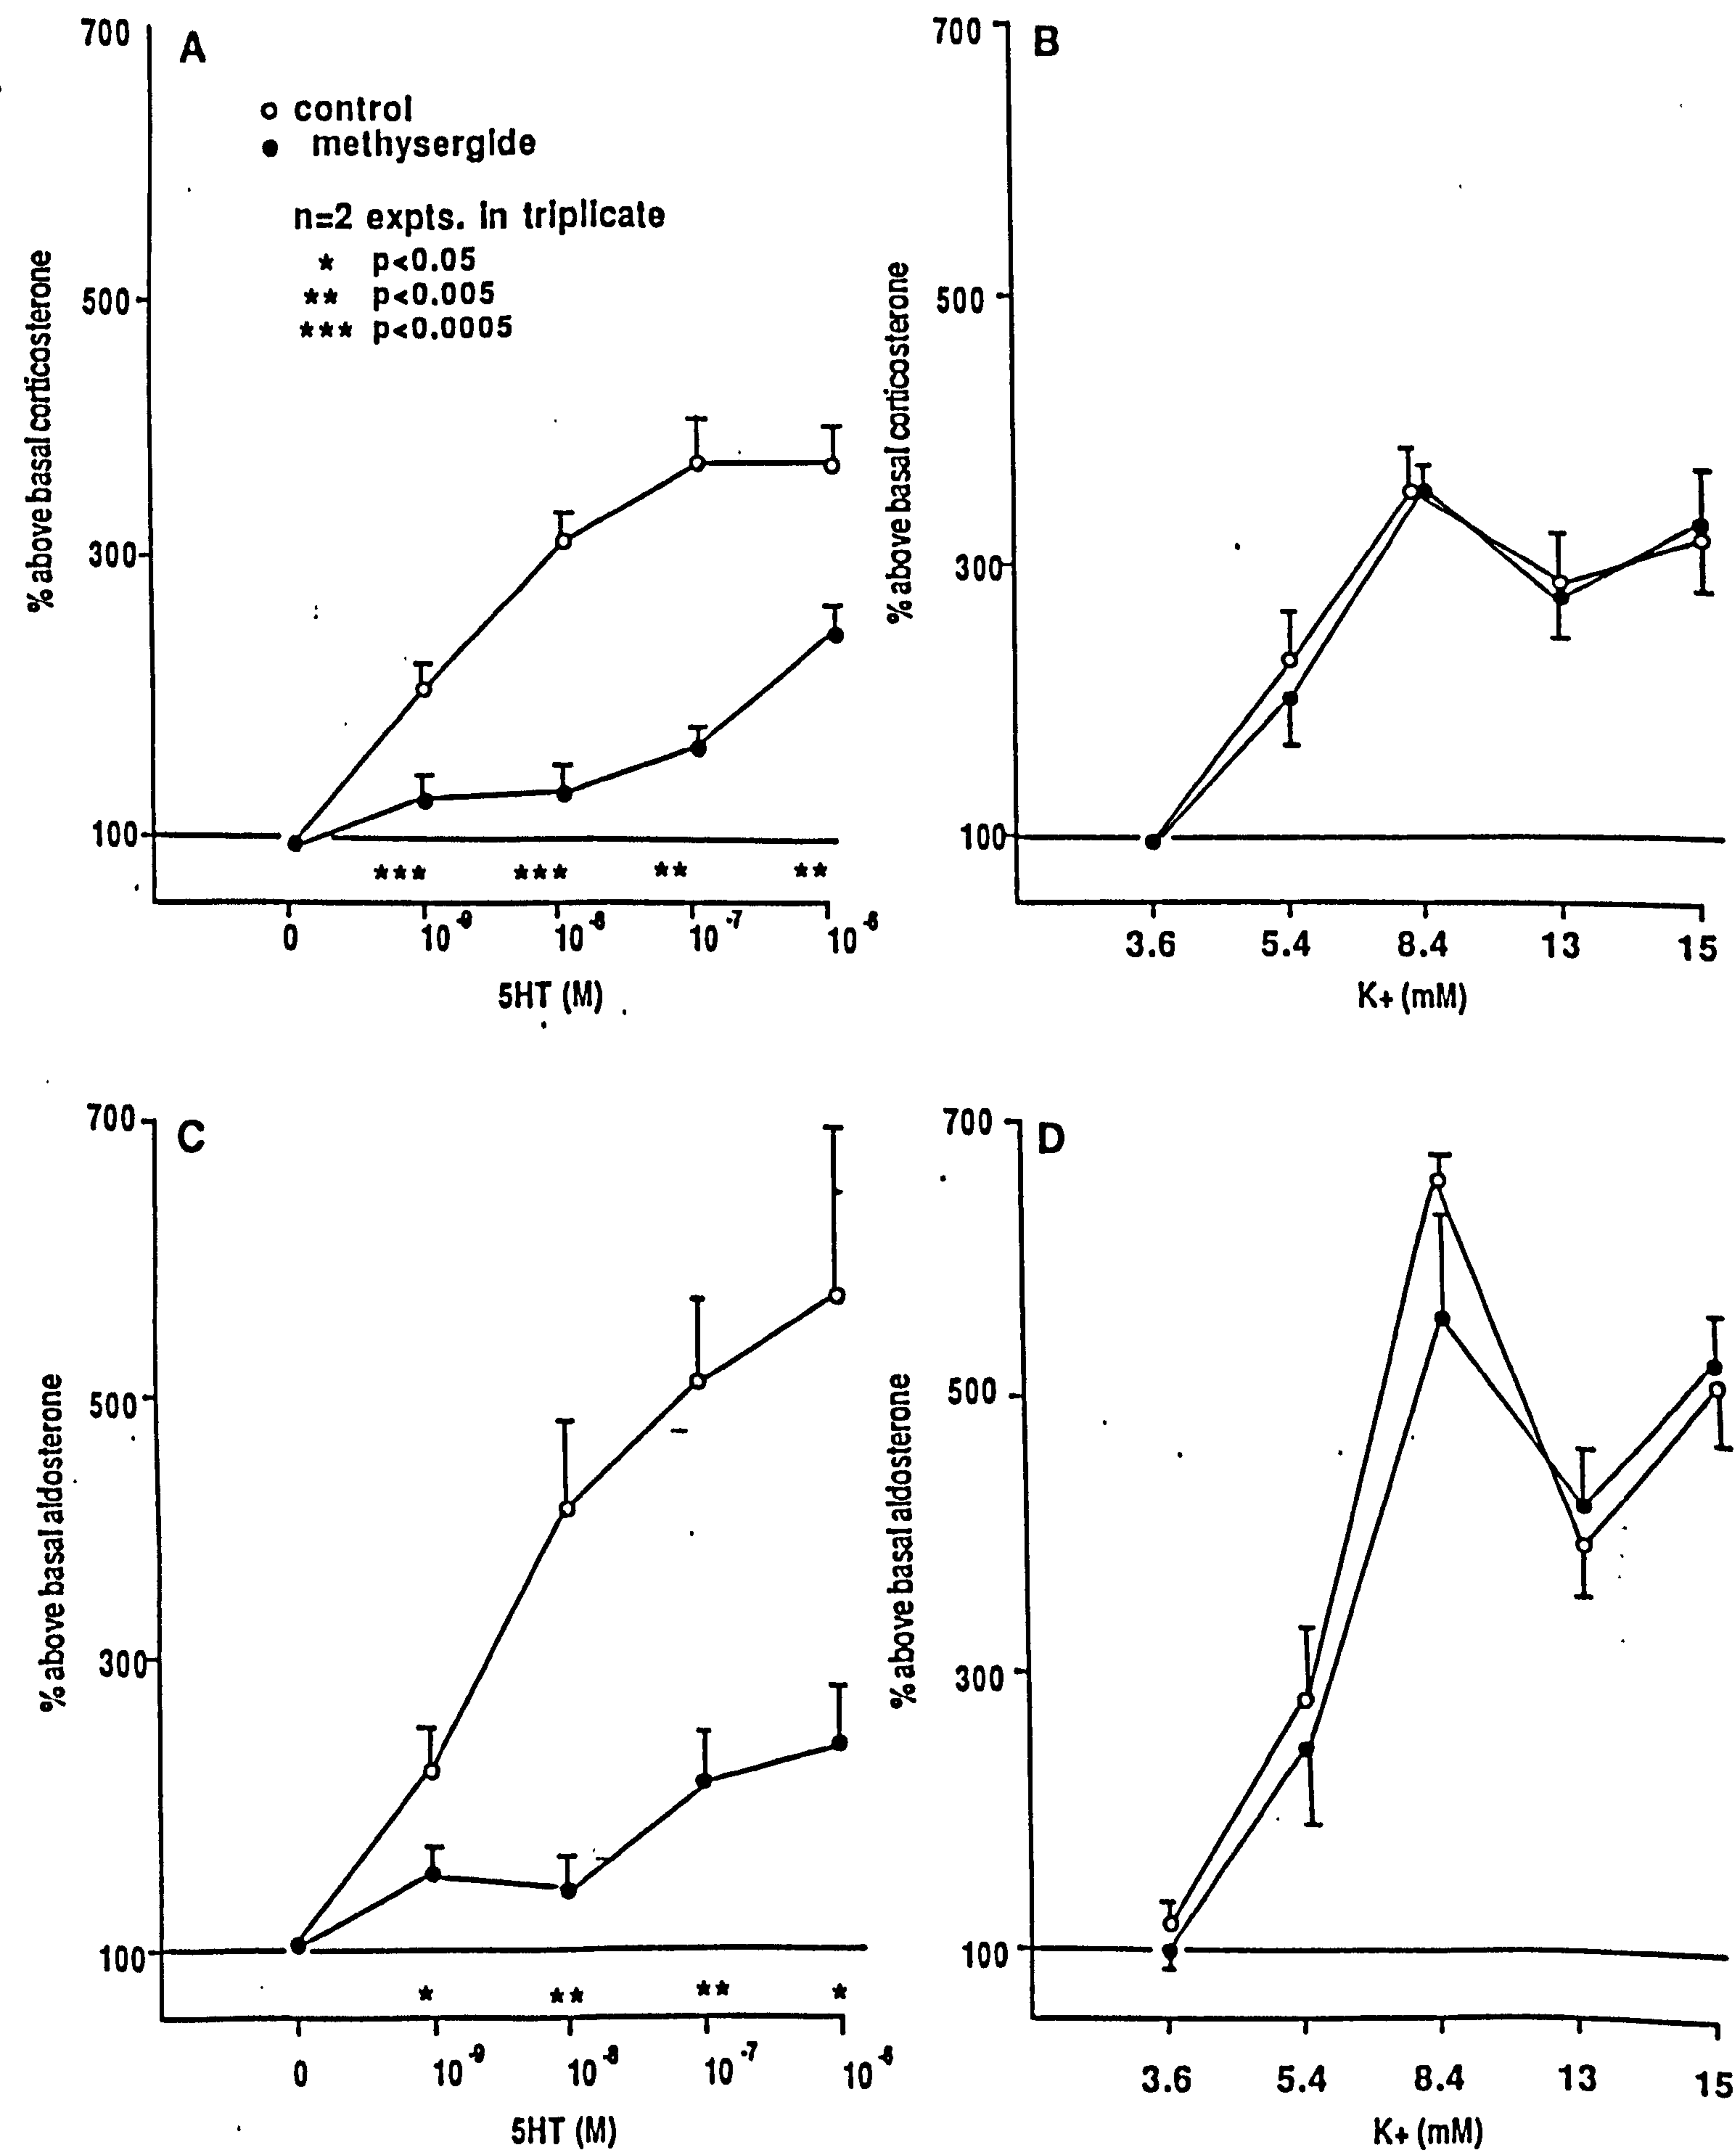 700
A
control
methysergide
n=2 expts. in triplicate
* p<0.05
** p<0.005
*** p<0.0005
500
300
100
% above basal corticosterone
*** *** ** **
0 10^-9 10^-8 10^-7 10^-6
5HT (M)
700
B
500
300
100
% above basal corticosterone
3.6 5.4 8.4 13 15
K+ (mM)
700
C
500
300
100
% above basal aldosterone
* ** ** *
0 10^-9 10^-8 10^-7 10^-6
5HT (M)
700
D
500
300
100
% above basal aldosterone
3.6 5.4 8.4 13 15
K+ (mM)